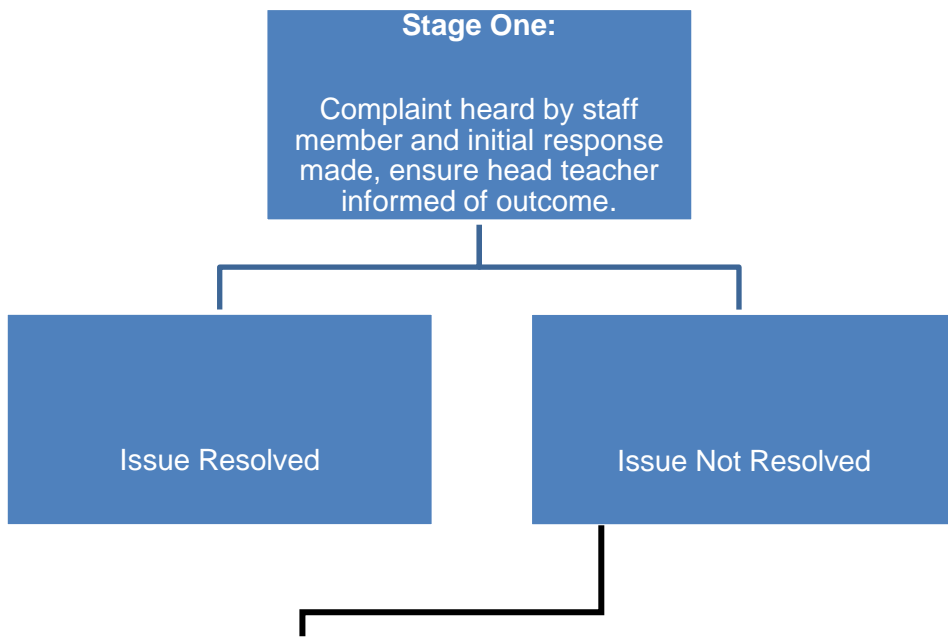 Stage One:
Complaint heard by staff
member and initial response
made, ensure head teacher
informed of outcome.
Issue Resolved
Issue Not Resolved